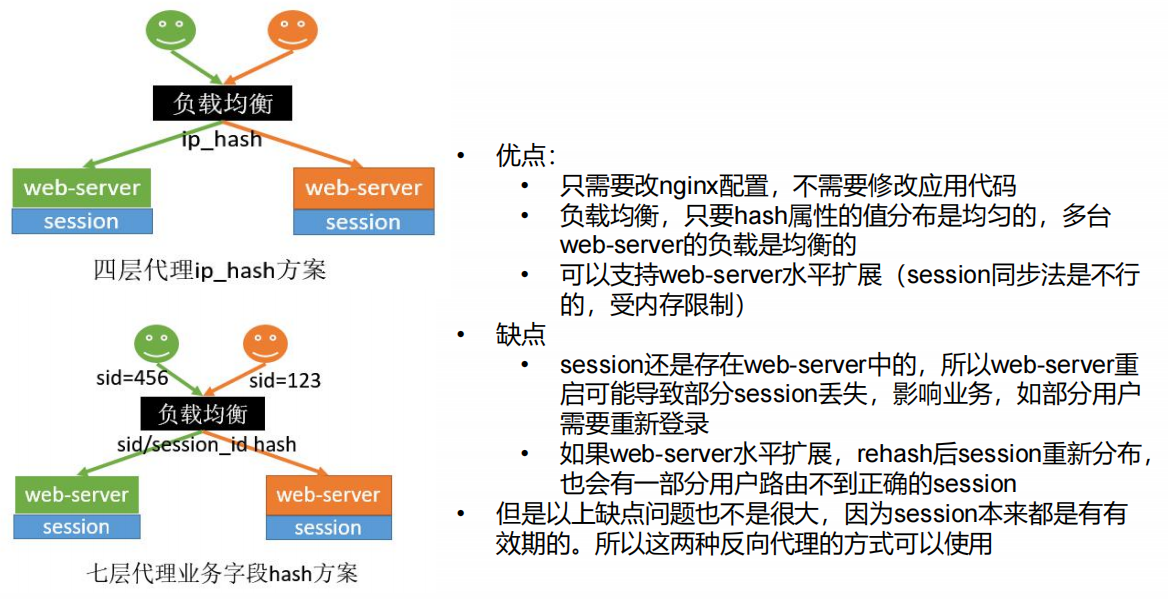 负载均衡
ip_hash
web-server
web-server
session
session
四层代理ip_hash方案
sid=456
sid=123
负载均衡
sid/session_id hash
web-server
web-server
session
session
七层代理业务字段hash方案
• 优点：
• 只需要改nginx配置，不需要修改应用代码
• 负载均衡，只要hash属性的值分布是均匀的，多台
web-server的负载是均衡的
• 可以支持web-server水平扩展（session同步法是不行
的，受内存限制）
• 缺点
• session还是存在web-server中的，所以web-server重
启可能导致部分session丢失，影响业务，如部分用户
需要重新登录
• 如果web-server水平扩展，rehash后session重新分布，
也会有一部分用户路由不到正确的session
• 但是以上缺点问题也不是很大，因为session本来都是有有
效期的。所以这两种反向代理的方式可以使用